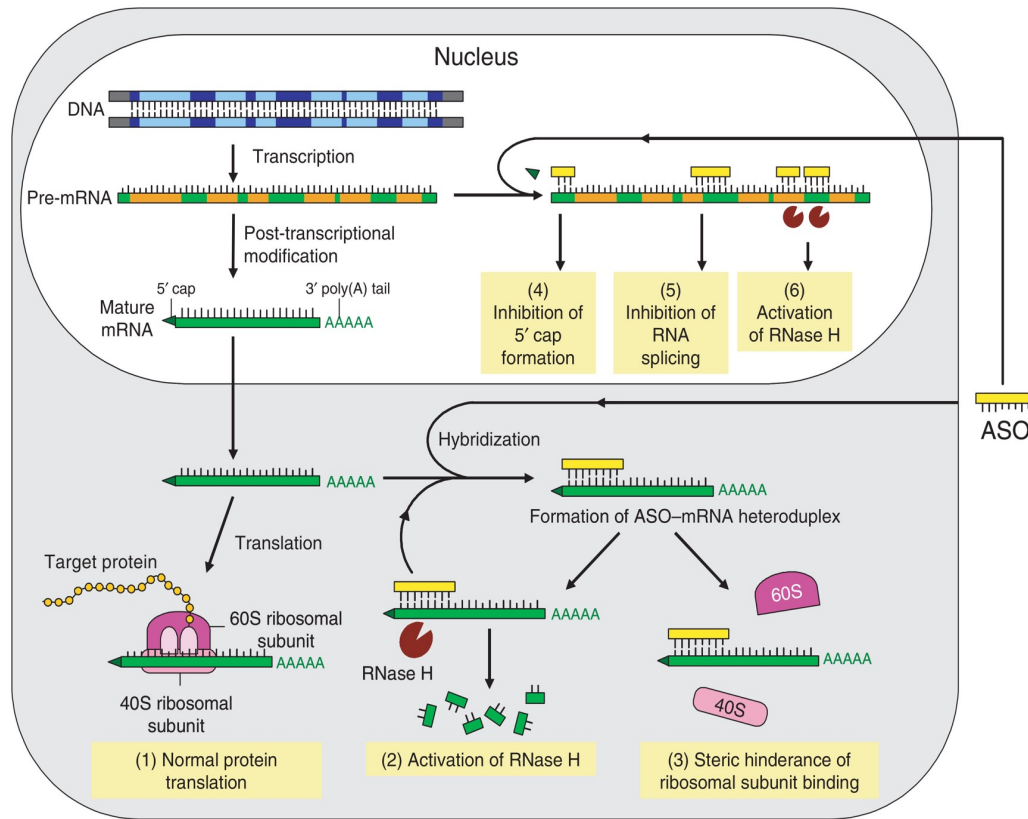 Nucleus
DNA
Transcription
Pre-mRNA
Post-transcriptional
modification
5′ cap
3′ poly(A) tail
Mature
mRNA
AAAAA
(4)
Inhibition of
5′ cap
formation
(5)
Inhibition of
RNA
splicing
(6)
Activation
of RNase H
ASO
Hybridization
AAAAA
AAAAA
Formation of ASO–mRNA heteroduplex
Translation
Target protein
60S ribosomal
subunit
AAAAA
40S ribosomal
subunit
AAAAA
RNase H
60S
AAAAA
40S
(1) Normal protein
translation
(2) Activation of RNase H
(3) Steric hinderance of
ribosomal subunit binding